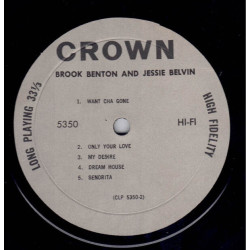 CROWN
BROOK BENTON AND JESSIE BELVIN
LONG PLAYING 33⅓
HIGH FIDELITY
1. WANT CHA GONE
5350
HI-FI
2. ONLY YOUR LOVE
3. MY DESIRE
4. DREAM HOUSE
5. SENORITA
(CLP 5350-2)